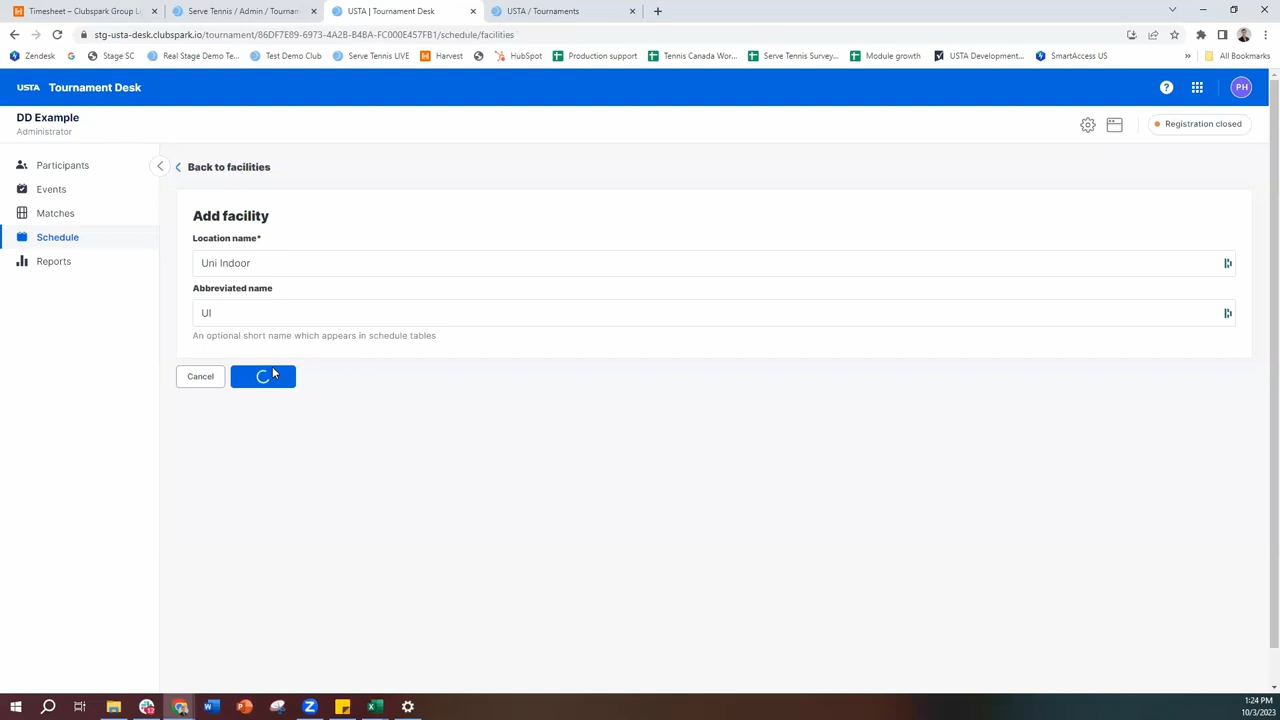 Timesheet – Clubspark Group L
Serve Tennis / Admin / Tournam
USTA | Tournament Desk
USTA / Tournaments
stg-usta-desk.clubspark.io/tournament/86DF7E89-6973-4A2B-B4BA-FC000E457FB1/schedule/facilities
Zendesk
Stage SC
Real Stage Demo Te...
Test Demo Club
Serve Tennis LIVE
Harvest
HubSpot
Production support
Tennis Canada Wor...
Serve Tennis Survey...
Module growth
USTA Development...
SmartAccess US
»
All Bookmarks
USTA Tournament Desk
?
PH
DD Example
Administrator
Registration closed
Participants
Events
Matches
Schedule
Reports
Back to facilities
Add facility
Location name*
Uni Indoor
Abbreviated name
UI
An optional short name which appears in schedule tables
Cancel
1:24 PM
10/3/2023